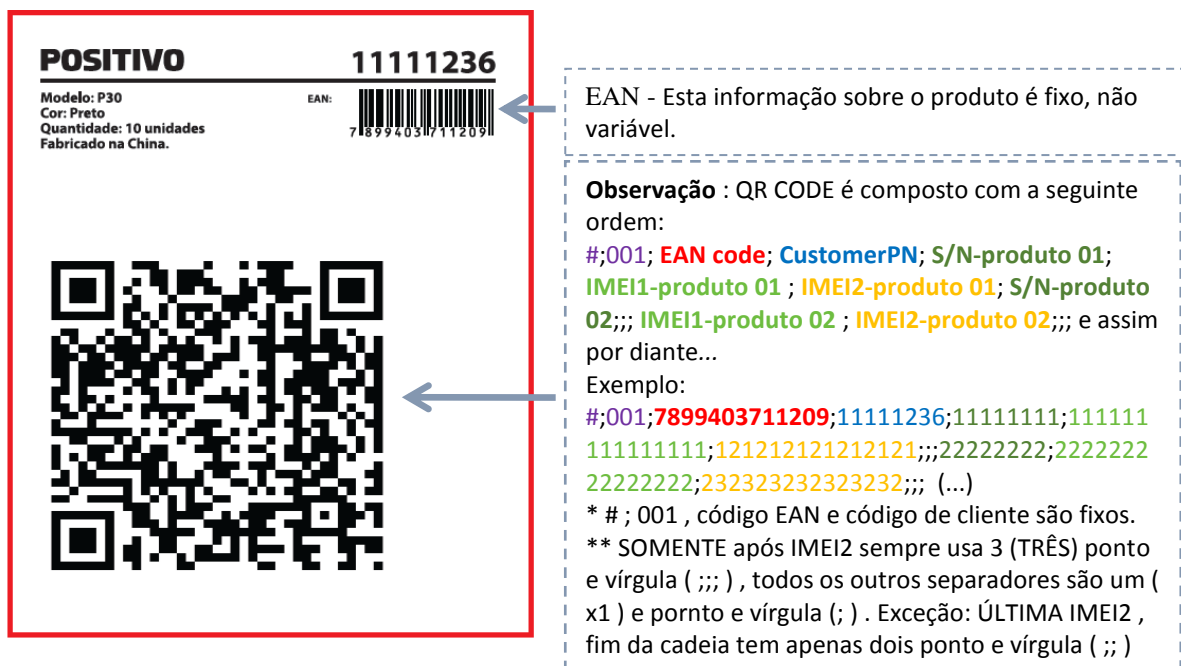 POSITIVO
11111236
Modelo: P30
Cor: Preto
Quantidade: 10 unidades
Fabricado na China.
EAN:
7 899403 711209
EAN - Esta informação sobre o produto é fixo, não
variável.
Observação : QR CODE é composto com a seguinte
ordem:
#;001; EAN code; CustomerPN; S/N-produto 01;
IMEI1-produto 01 ; IMEI2-produto 01; S/N-produto
02;;; IMEI1-produto 02 ; IMEI2-produto 02;;; e assim
por diante...
Exemplo:
#;001;7899403711209;11111236;11111111;111111
111111111;121212121212121;;;22222222;2222222
22222222;232323232323232;;; (...)
* # ; 001 , código EAN e código de cliente são fixos.
** SOMENTE após IMEI2 sempre usa 3 (TRÊS) ponto
e vírgula ( ;;; ) , todos os outros separadores são um (
x1 ) e pornto e vírgula (; ) . Exceção: ÚLTIMA IMEI2 ,
fim da cadeia tem apenas dois ponto e vírgula ( ;; )